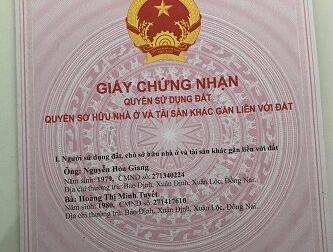 GIẤY CHỨNG NHẬN
QUYỀN SỬ DỤNG ĐẤT
QUYỀN SỞ HỮU NHÀ Ở VÀ TÀI SẢN KHÁC GẮN LIỀN VỚI ĐẤT
I. Người sử dụng đất, chủ sở hữu nhà ở và tài sản khác gắn liền với đất
Ông: Nguyễn Hòa Giang
Năm sinh: 1979, CMND số: 271340224
Địa chỉ thường trú: Bảo Định, Xuân Định, Xuân Lộc, Đồng Nai.
Bà: Hoàng Thị Minh Tuyết
Năm sinh: 1980, CMND số: 271417610
Địa chỉ thường trú: Bảo Định, Xuân Định, Xuân Lộc, Đồng Nai.